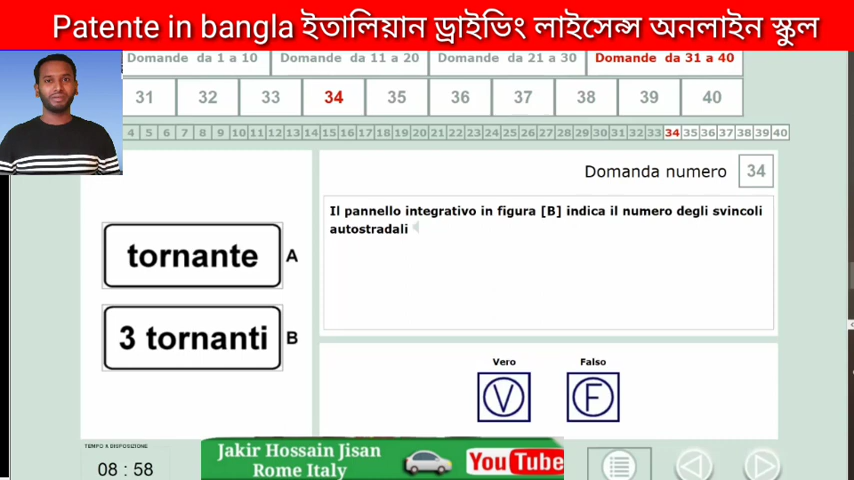 Patente in bangla ইতালিয়ান ড্রাইভিং লাইসেন্স অনলাইন স্কুল
Domande da 1 a 10 Domande da 11 a 20 Domande da 21 a 30 Domande da 31 a 40
31 32 33 34 35 36 37 38 39 40
4 5 6 7 8 9 10 11 12 13 14 15 16 17 18 19 20 21 22 23 24 25 26 27 28 29 30 31 32 33 34 35 36 37 38 39 40
Domanda numero 34
Il pannello integrativo in figura [B] indica il numero degli svincoli
autostradali
tornante A
3 tornanti B
Vero Falso
V F
TEMPO A DISPOSIZIONE
08 : 58
Jakir Hossain Jisan
Rome Italy
YouTube